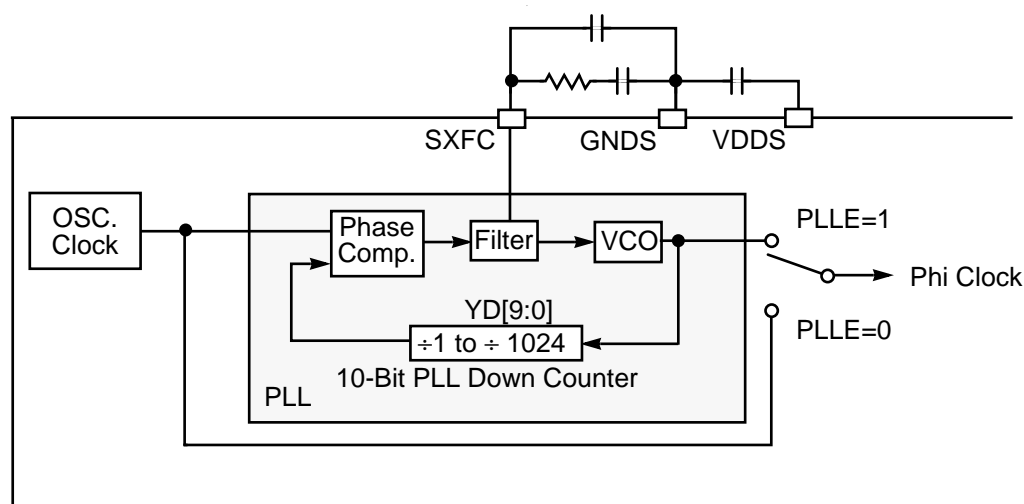 SXFC
GNDS
VDDS
OSC.
Clock
Phase
Comp.
Filter
VCO
PLLE=1
Phi Clock
PLLE=0
YD[9:0]
÷1 to ÷ 1024
10-Bit PLL Down Counter
PLL